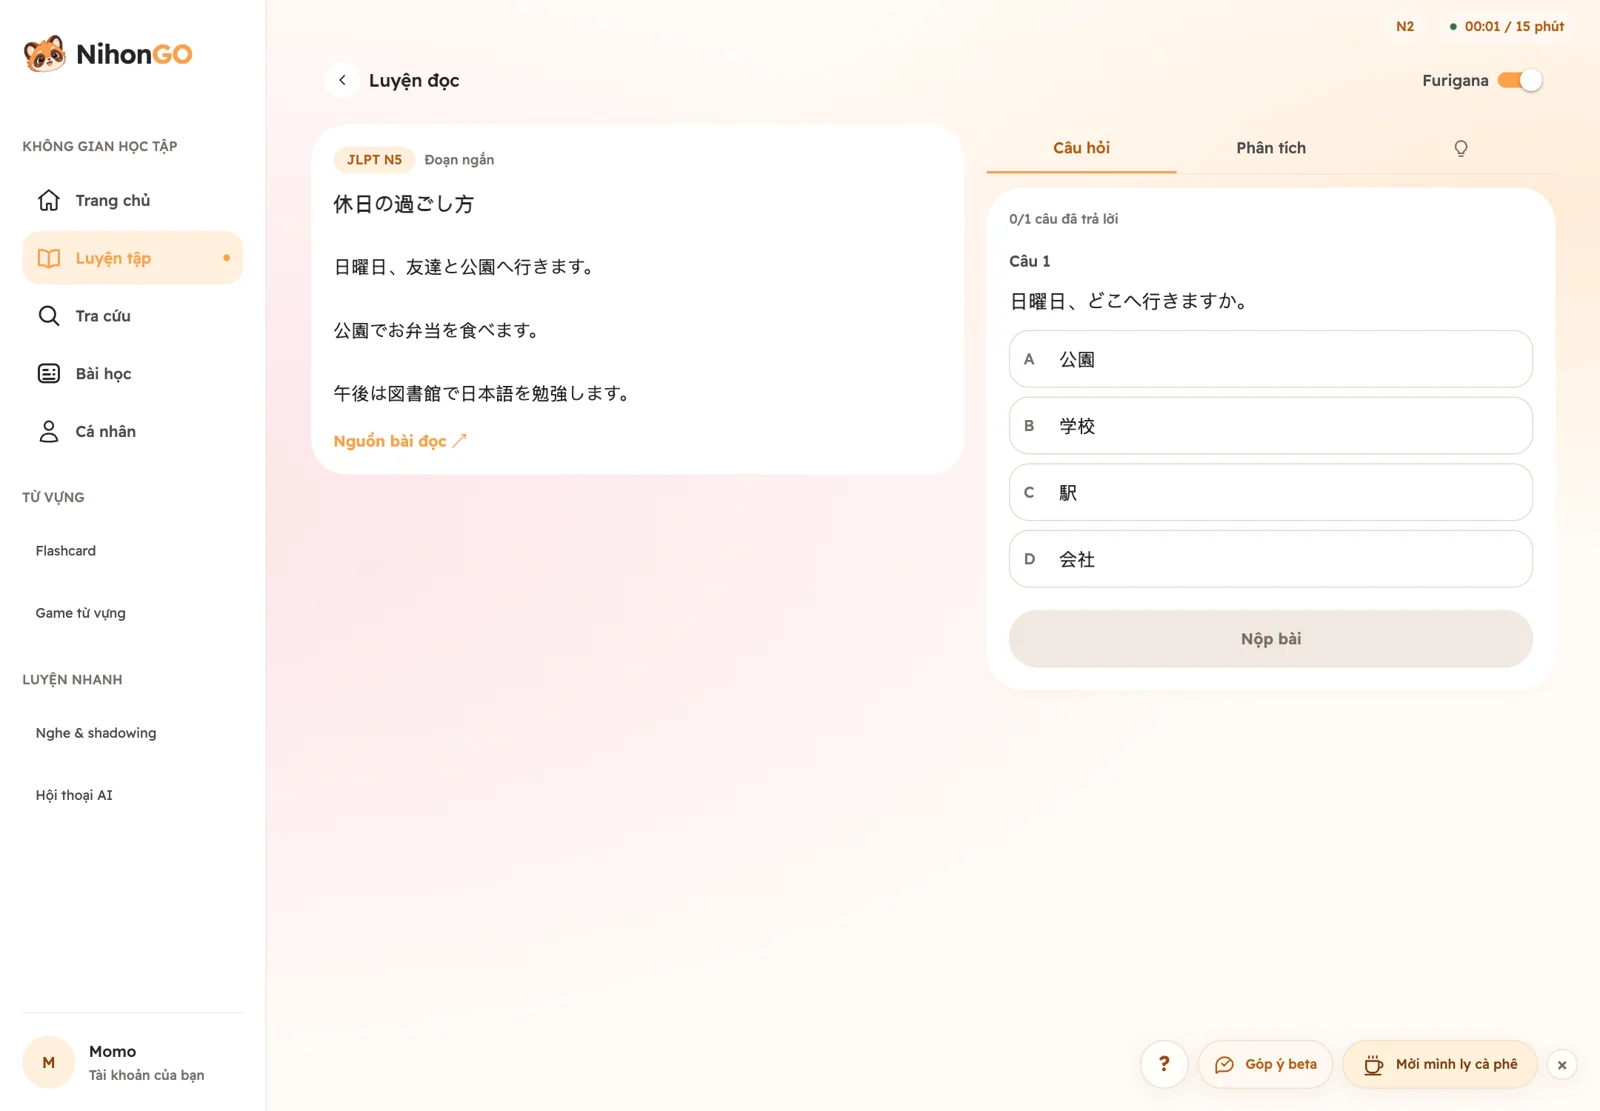 NihonGO
KHÔNG GIAN HỌC TẬP
Trang chủ
Luyện tập
Tra cứu
Bài học
Cá nhân
TỪ VỰNG
Flashcard
Game từ vựng
LUYỆN NHANH
Nghe & shadowing
Hội thoại AI
M
Momo
Tài khoản của bạn
N2
00:01 / 15 phút
Luyện đọc
Furigana
JLPT N5
Đoạn ngắn
休日の過ごし方
日曜日、友達と公園へ行きます。
公園でお弁当を食べます。
午後は図書館で日本語を勉強します。
Nguồn bài đọc
Câu hỏi
Phân tích
0/1 câu đã trả lời
Câu 1
日曜日、どこへ行きますか。
A 公園
B 学校
C 駅
D 会社
Nộp bài
?
Góp ý beta
Mời mình ly cà phê